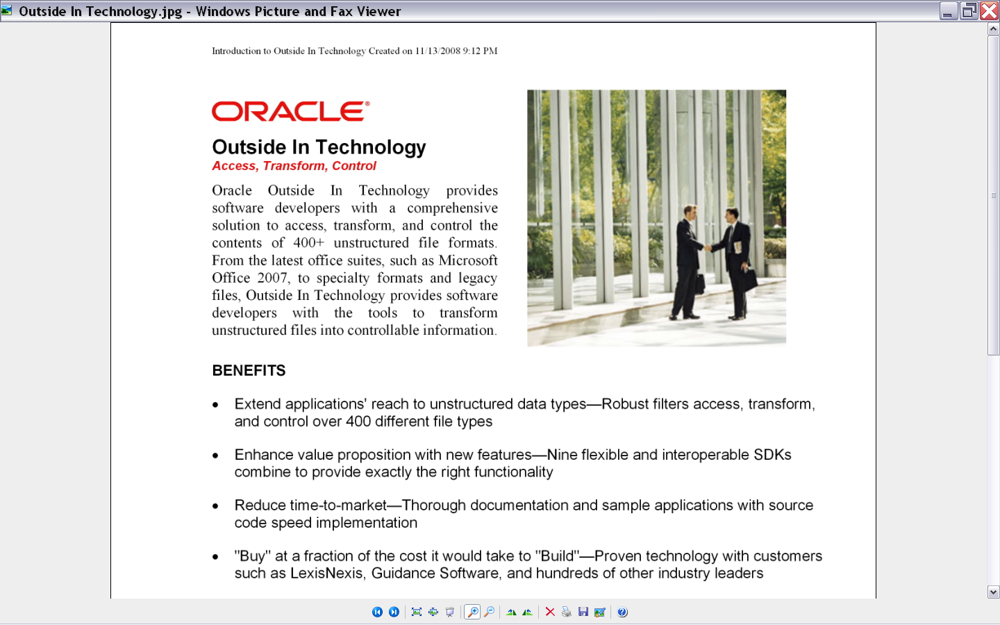 Outside In Technology.jpg - Windows Picture and Fax Viewer
Introduction to Outside In Technology Created on 11/13/2008 9:12 PM
ORACLE®
Outside In Technology
Access, Transform, Control
Oracle Outside In Technology provides
software developers with a comprehensive
solution to access, transform, and control the
contents of 400+ unstructured file formats.
From the latest office suites, such as Microsoft
Office 2007, to specialty formats and legacy
files, Outside In Technology provides software
developers with the tools to transform
unstructured files into controllable information.
BENEFITS
• Extend applications' reach to unstructured data types—Robust filters access, transform,
and control over 400 different file types
• Enhance value proposition with new features—Nine flexible and interoperable SDKs
combine to provide exactly the right functionality
• Reduce time-to-market—Thorough documentation and sample applications with source
code speed implementation
• "Buy" at a fraction of the cost it would take to "Build"—Proven technology with customers
such as LexisNexis, Guidance Software, and hundreds of other industry leaders